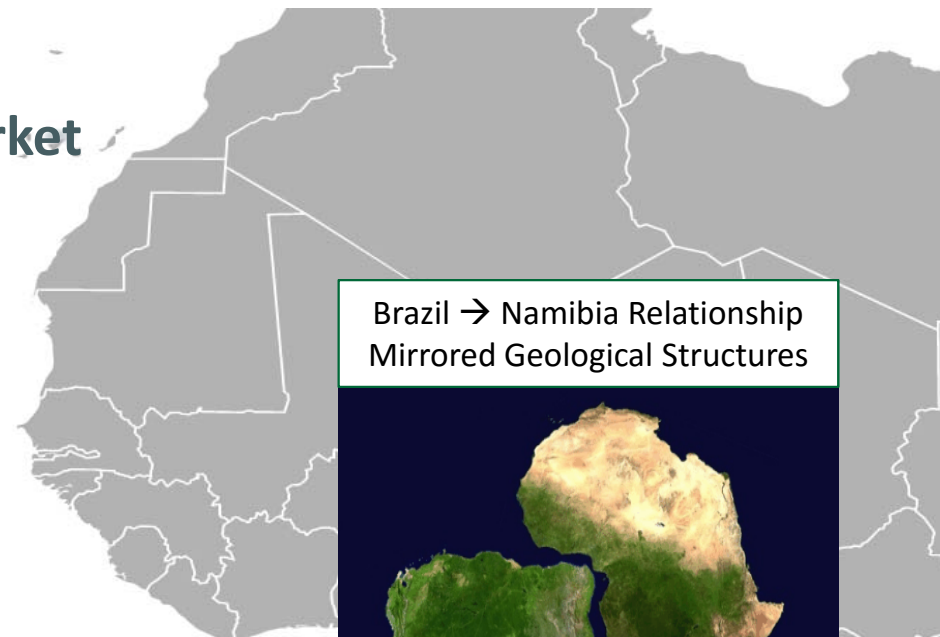 rket
Brazil → Namibia Relationship
Mirrored Geological Structures